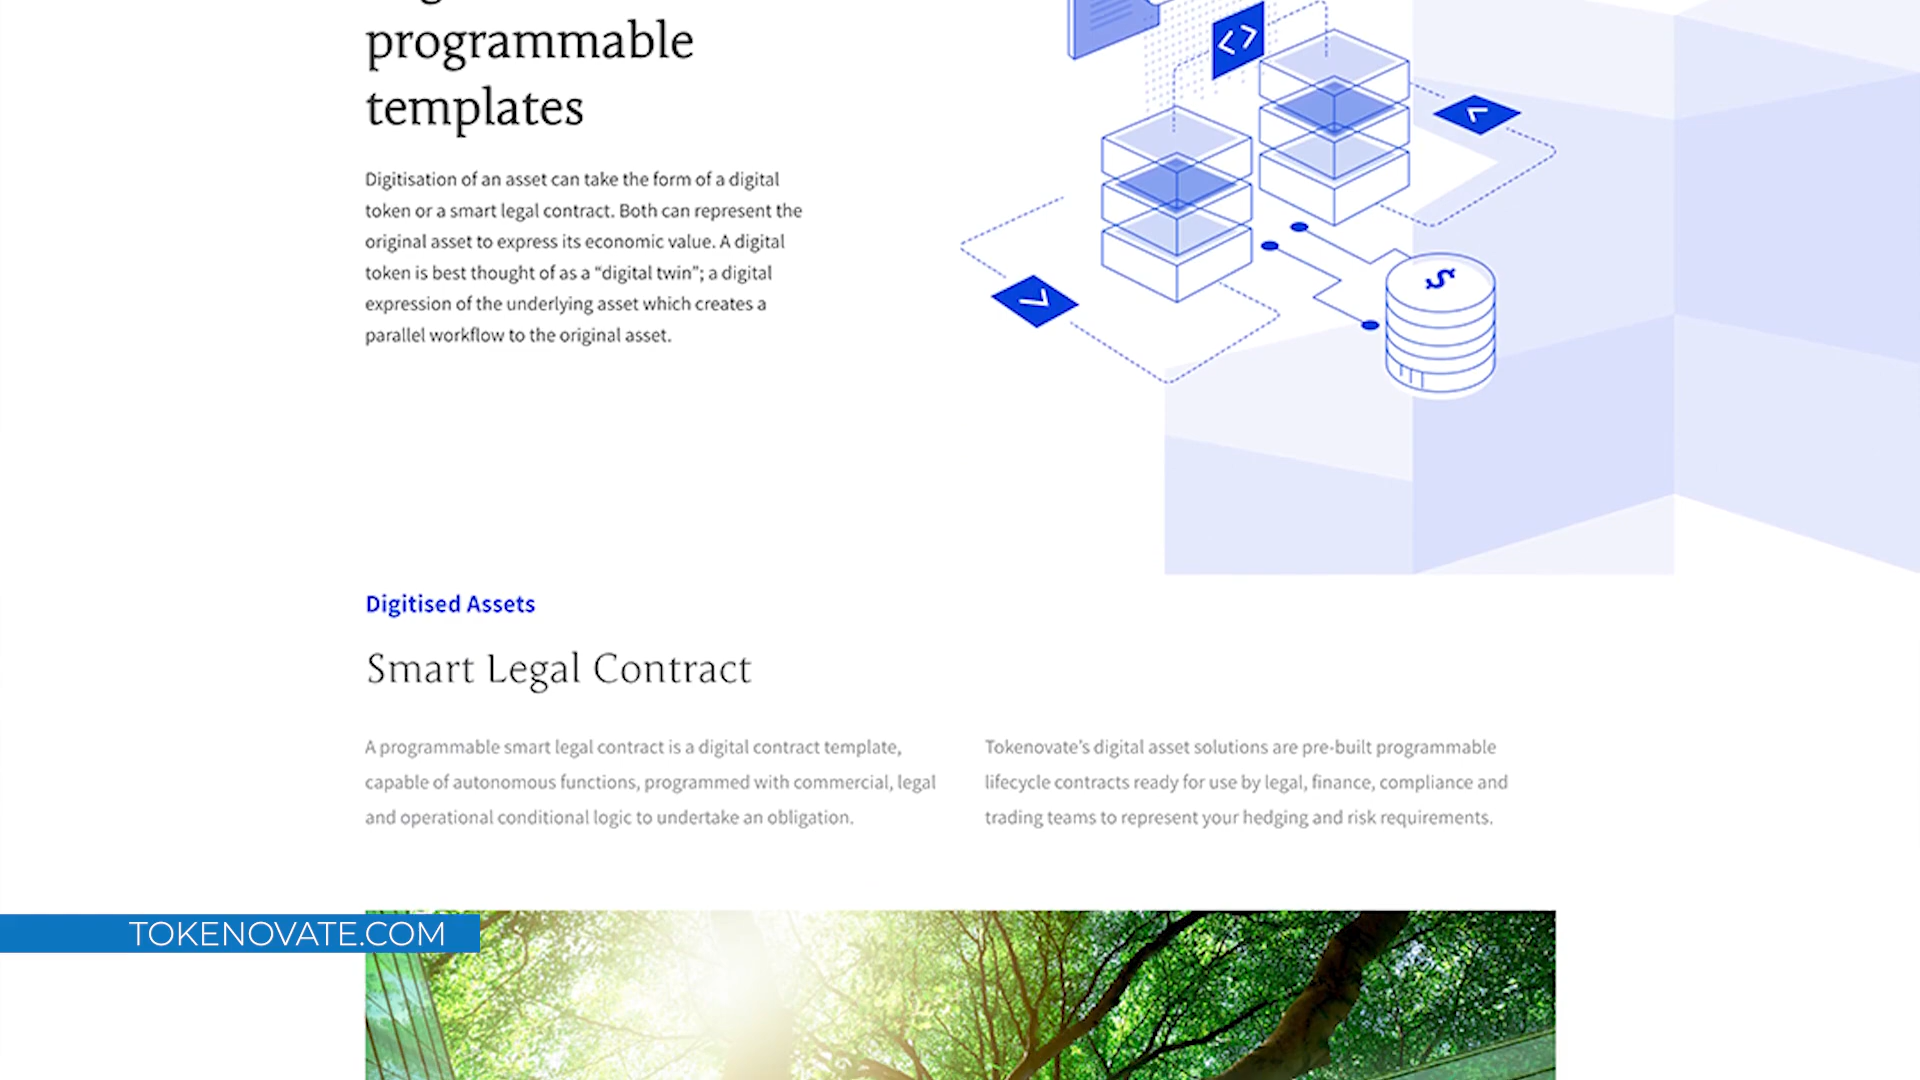 programmable
templates
Digitisation of an asset can take the form of a digital
token or a smart legal contract. Both can represent the
original asset to express its economic value. A digital
token is best thought of as a “digital twin”; a digital
expression of the underlying asset which creates a
parallel workflow to the original asset.
Digitised Assets
Smart Legal Contract
A programmable smart legal contract is a digital contract template,
capable of autonomous functions, programmed with commercial, legal
and operational conditional logic to undertake an obligation.
Tokenovate’s digital asset solutions are pre-built programmable
lifecycle contracts ready for use by legal, finance, compliance and
trading teams to represent your hedging and risk requirements.
TOKENOVATE.COM